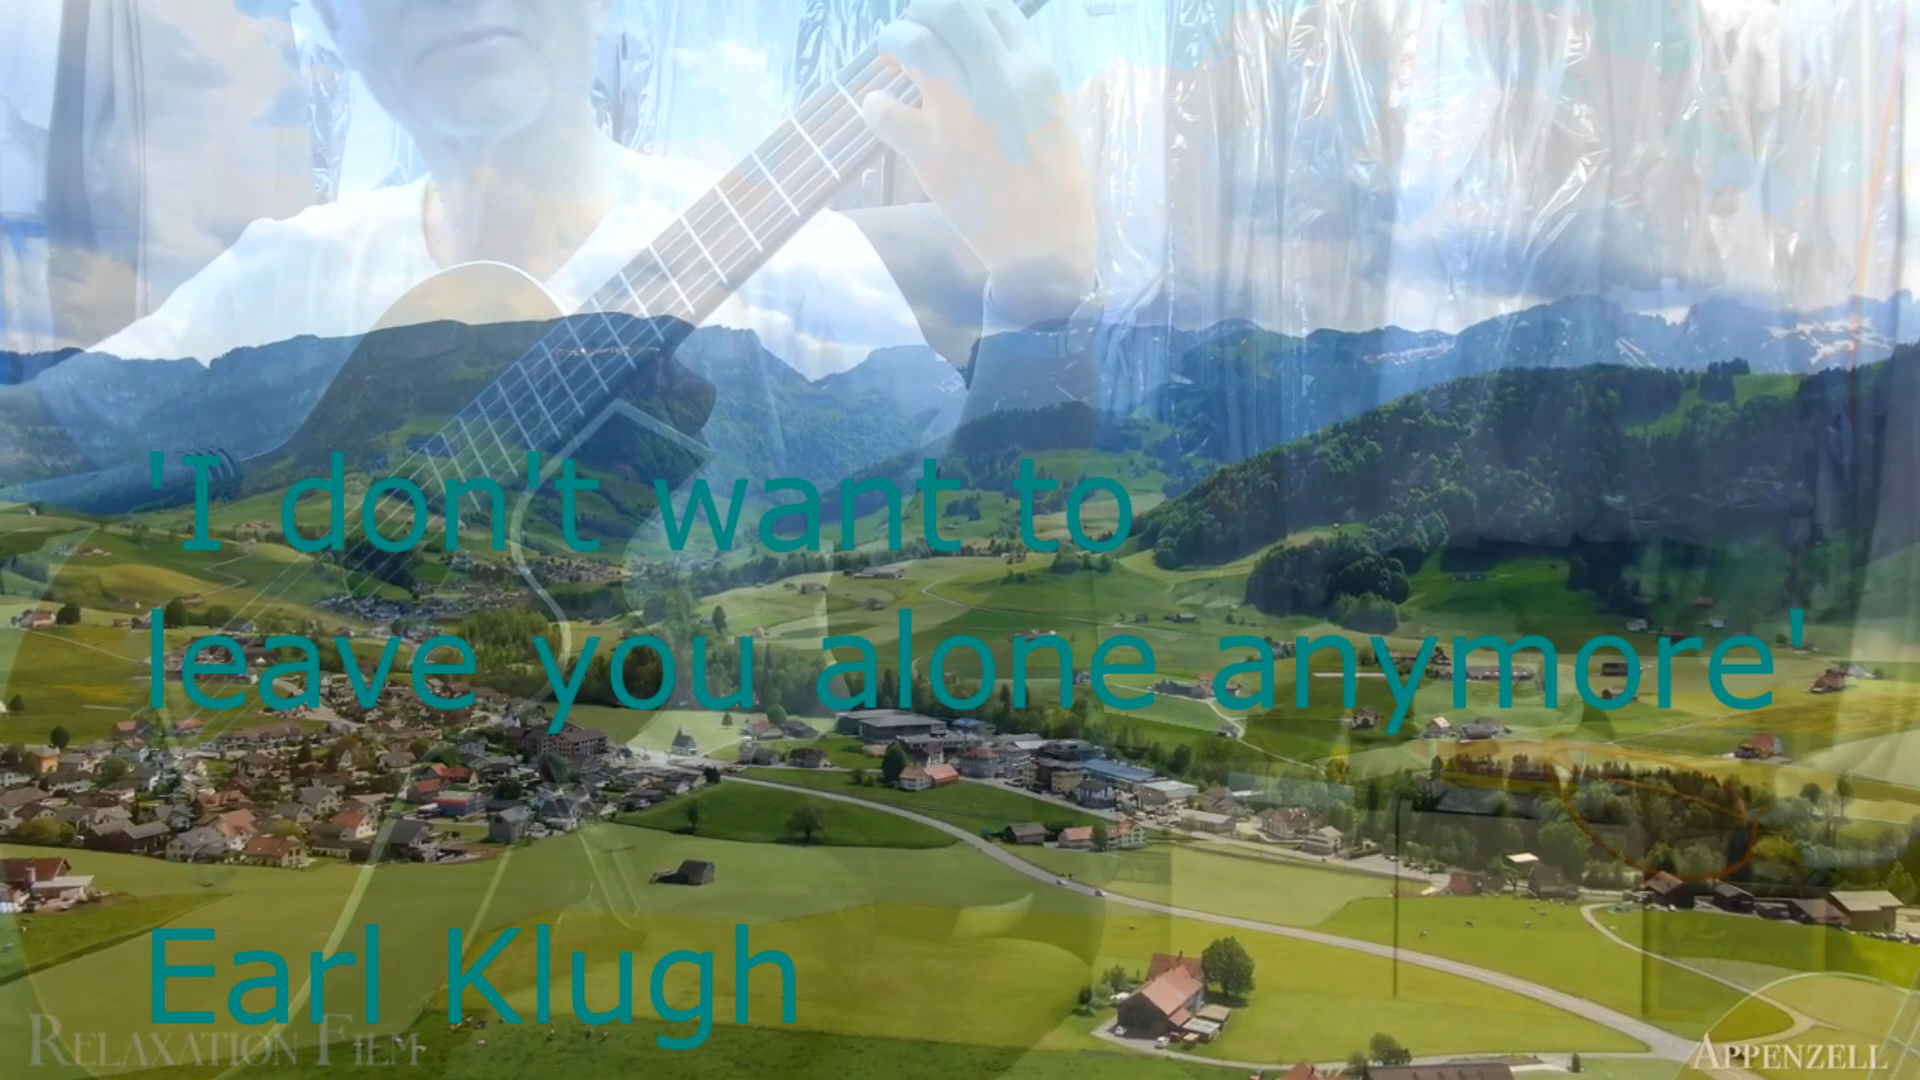 'I don't want to
leave you alone anymore'
Earl Klugh
RELAXATION FILM
APPENZELL